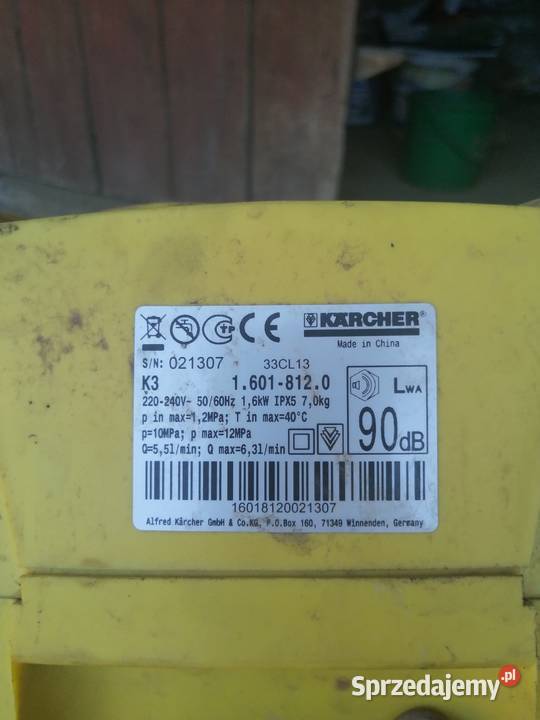 KÄRCHER®
Made in China
S/N: 021307 33CL13
K3 1.601-812.0
220-240V~ 50/60Hz 1,6kW IPX5 7,0kg
p in max=1,2MPa; T in max=40°C
p=10MPa; p max=12MPa
Q=5,5l/min; Q max=6,3l/min
LWA
90dB
16018120021307
Alfred Kärcher GmbH & Co.KG, P.O.Box 160, 71349 Winnenden, Germany
Sprzedajemy.pl